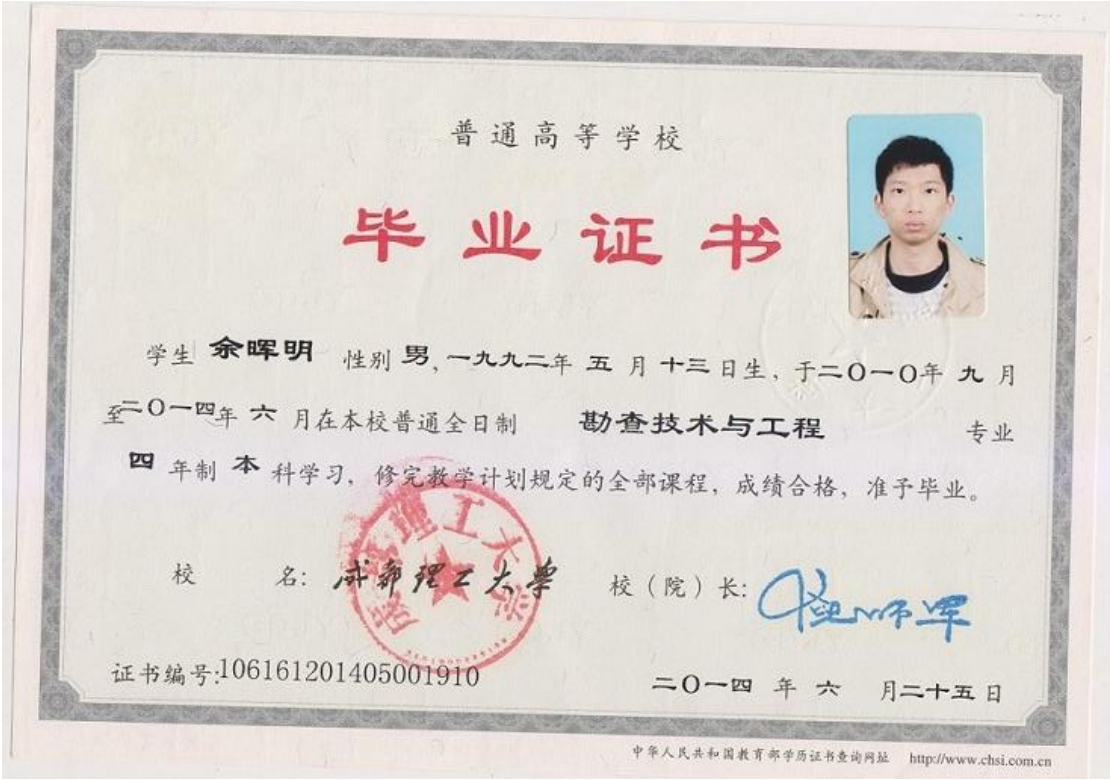 普通高等学校
毕业证书
学生 余晖明 性别 男，一九九二年 五 月 十三日生，于二〇一〇年 九 月
至二〇一四年 六 月在本校普通全日制 勘查技术与工程 专业
四 年制 本 科学习，修完教学计划规定的全部课程，成绩合格，准予毕业。
校 名：成都理工大学 校（院）长：
成都理工大学
证书编号:106161201405001910 二〇一四 年 六 月二十五日
中华人民共和国教育部学历证书查询网址 http://www.chsi.com.cn